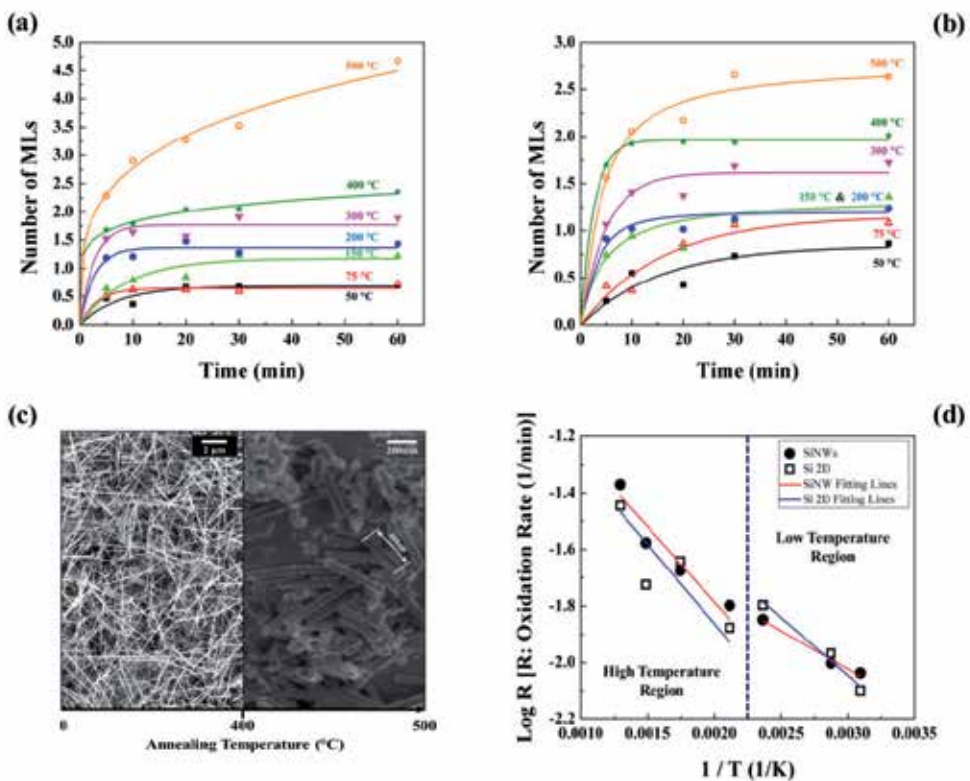 (a)
5.0
4.5
4.0
3.5
3.0
2.5
2.0
1.5
1.0
0.5
0.0
Number of MLs
500 °C
400 °C
300 °C
200 °C
150 °C
75 °C
50 °C
0 10 20 30 40 50 60
Time (min)
(b)
3.0
2.5
2.0
1.5
1.0
0.5
0.0
Number of MLs
500 °C
400 °C
300 °C
150 °C & 200 °C
75 °C
50 °C
0 10 20 30 40 50 60
Time (min)
(c)
2 µm
0 400 500
Annealing Temperature (°C)
(d)
-1.2
-1.4
-1.6
-1.8
-2.0
-2.2
Log R [R: Oxidation Rate (1/min)]
SiNWs
Si 2D
SiNW Fitting Lines
Si 2D Fitting Lines
Low Temperature
Region
High Temperature
Region
0.0010 0.0015 0.0020 0.0025 0.0030 0.0035
1 / T (1/K)